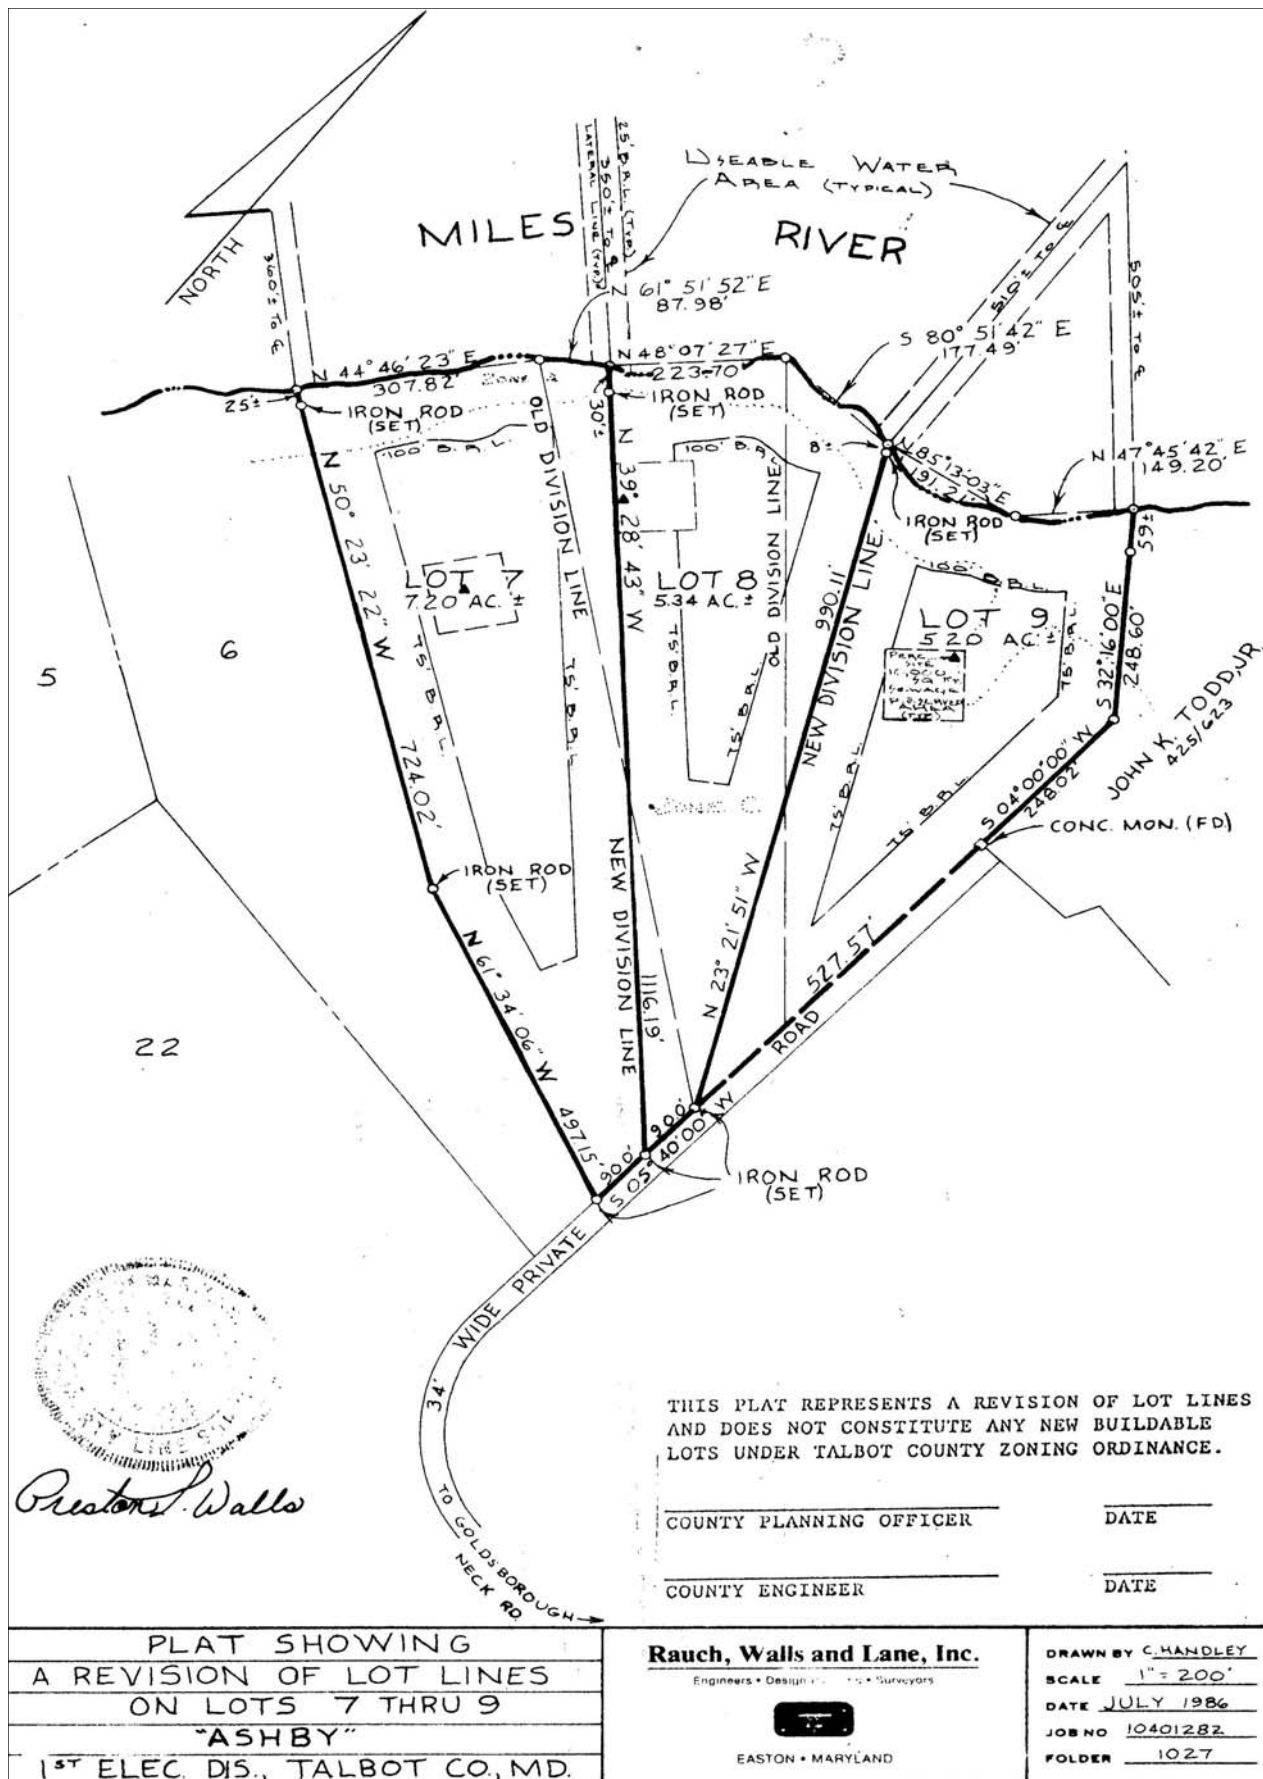 NORTH
MILES RIVER
USEABLE WATER
AREA (TYPICAL)
360'± TO ℄
LATERAL LINE (TYP.)
350'± TO ℄
25' B.R.L. (TYP.)
510'± TO ℄
505'± TO ℄
N 61° 51' 52" E
87.98'
N 44° 46' 23" E
307.82'
N 48° 07' 27" E
223.70'
S 80° 51' 42" E
177.49'
N 85° 13' 03" E
191.27'
N 47° 45' 42" E
149.20'
25'±
IRON ROD
(SET)
30'±
IRON ROD
(SET)
8'±
IRON ROD
(SET)
59'±
100' B.R.L.
100' B.R.L.
100' B.R.L.
OLD DIVISION LINE
OLD DIVISION LINE
N 50° 23' 22" W
724.02'
N 39° 28' 43" W
1116.19'
NEW DIVISION LINE
N 23° 21' 51" W
990.11'
NEW DIVISION LINE
LOT 7
7.20 AC.±
LOT 8
5.34 AC.±
LOT 9
5.20 AC.±
75' B.R.L.
75' B.R.L.
75' B.R.L.
75' B.R.L.
75' B.R.L.
75' B.R.L.
75' B.R.L.
PERC
SITE
10,000
SQ. FT.
SEWAGE
AREA
(TYP.)
ZONE C
S 32° 16' 00" E
248.60'
S 04° 00' 00" W
248.02'
JOHN K. TODD, JR.
425/623
CONC. MON. (FD)
5
6
22
IRON ROD
(SET)
N 61° 34' 06" W
497.15'
90.0'
90.0'
527.57'
S 05° 40' 00" W
IRON ROD
(SET)
34' WIDE PRIVATE ROAD
TO GOLDSBOROUGH
NECK RD.
Preston P. Walls
THIS PLAT REPRESENTS A REVISION OF LOT LINES
AND DOES NOT CONSTITUTE ANY NEW BUILDABLE
LOTS UNDER TALBOT COUNTY ZONING ORDINANCE.
COUNTY PLANNING OFFICER DATE
COUNTY ENGINEER DATE
PLAT SHOWING
A REVISION OF LOT LINES
ON LOTS 7 THRU 9
"ASHBY"
1ST ELEC. DIS., TALBOT CO., MD.
Rauch, Walls and Lane, Inc.
Engineers • Surveyors
EASTON • MARYLAND
DRAWN BY C. HANDLEY
SCALE 1" = 200'
DATE JULY 1986
JOB NO 10401282
FOLDER 1027